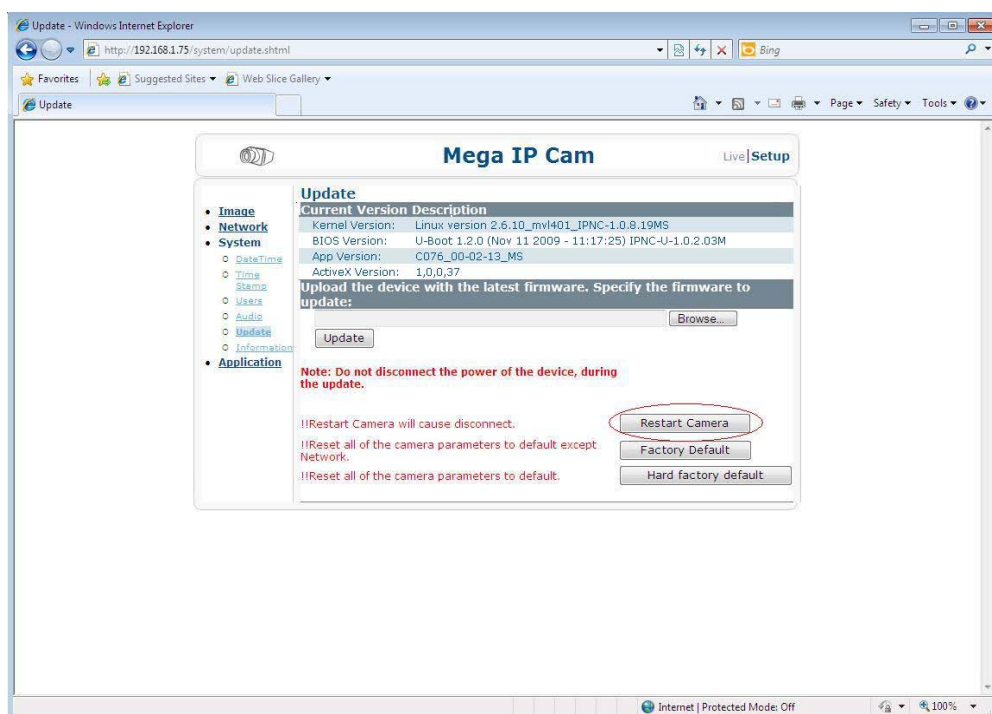 Update - Windows Internet Explorer
http://192.168.1.75/system/update.shtml
Bing
Favorites
Suggested Sites
Web Slice Gallery
Update
Page
Safety
Tools
Mega IP Cam
Live|Setup
Image
Network
System
DateTime
Time
Stamp
Users
Audio
Update
Information
Application
Update
Current Version Description
Kernel Version: Linux version 2.6.10_mvl401_IPNC-1.0.8.19MS
BIOS Version: U-Boot 1.2.0 (Nov 11 2009 - 11:17:25) IPNC-U-1.0.2.03M
App Version: C076_00-02-13_MS
ActiveX Version: 1,0,0,37
Upload the device with the latest firmware. Specify the firmware to
update:
Browse...
Update
Note: Do not disconnect the power of the device, during
the update.
!!Restart Camera will cause disconnect.
Restart Camera
!!Reset all of the camera parameters to default except
Network.
Factory Default
!!Reset all of the camera parameters to default.
Hard factory default
Internet | Protected Mode: Off
100%